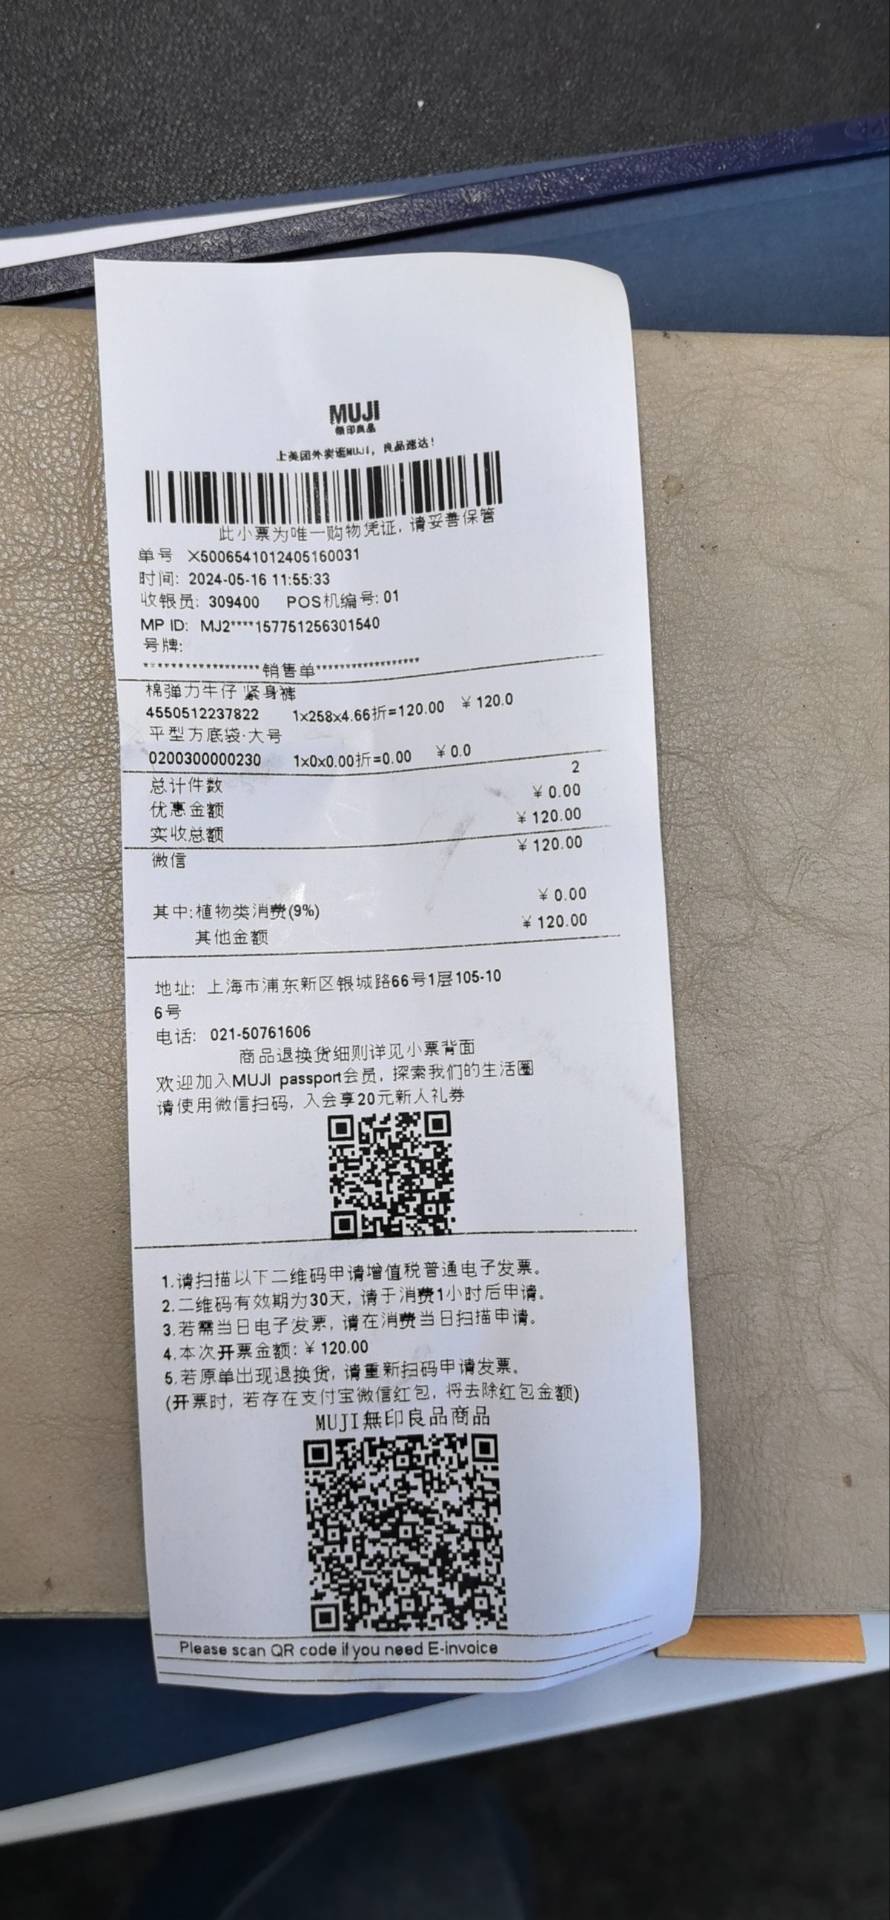 MUJI
無印良品
上美团外卖逛MUJI，良品速达！
此小票为唯一购物凭证，请妥善保管
单号 X5006541012405160031
时间: 2024-05-16 11:55:33
收银员: 309400 POS机编号: 01
MP ID: MJ2****157751256301540
号牌:
******************销售单******************
棉弹力牛仔 紧身裤
4550512237822 1x258x4.66折=120.00 ¥ 120.0
平型方底袋·大号
0200300000230 1x0x0.00折=0.00 ¥ 0.0
总计件数 2
优惠金额 ¥ 0.00
实收总额 ¥ 120.00
微信 ¥ 120.00
其中:植物类消费(9%) ¥ 0.00
其他金额 ¥ 120.00
地址: 上海市浦东新区银城路66号1层105-10
6号
电话: 021-50761606
商品退换货细则详见小票背面
欢迎加入MUJI passport会员，探索我们的生活圈
请使用微信扫码，入会享20元新人礼券
1.请扫描以下二维码申请增值税普通电子发票。
2.二维码有效期为30天，请于消费1小时后申请。
3.若需当日电子发票，请在消费当日扫描申请。
4.本次开票金额: ¥ 120.00
5.若原单出现退换货，请重新扫码申请发票。
(开票时，若存在支付宝微信红包，将去除红包金额)
MUJI無印良品商品
Please scan QR code if you need E-invoice